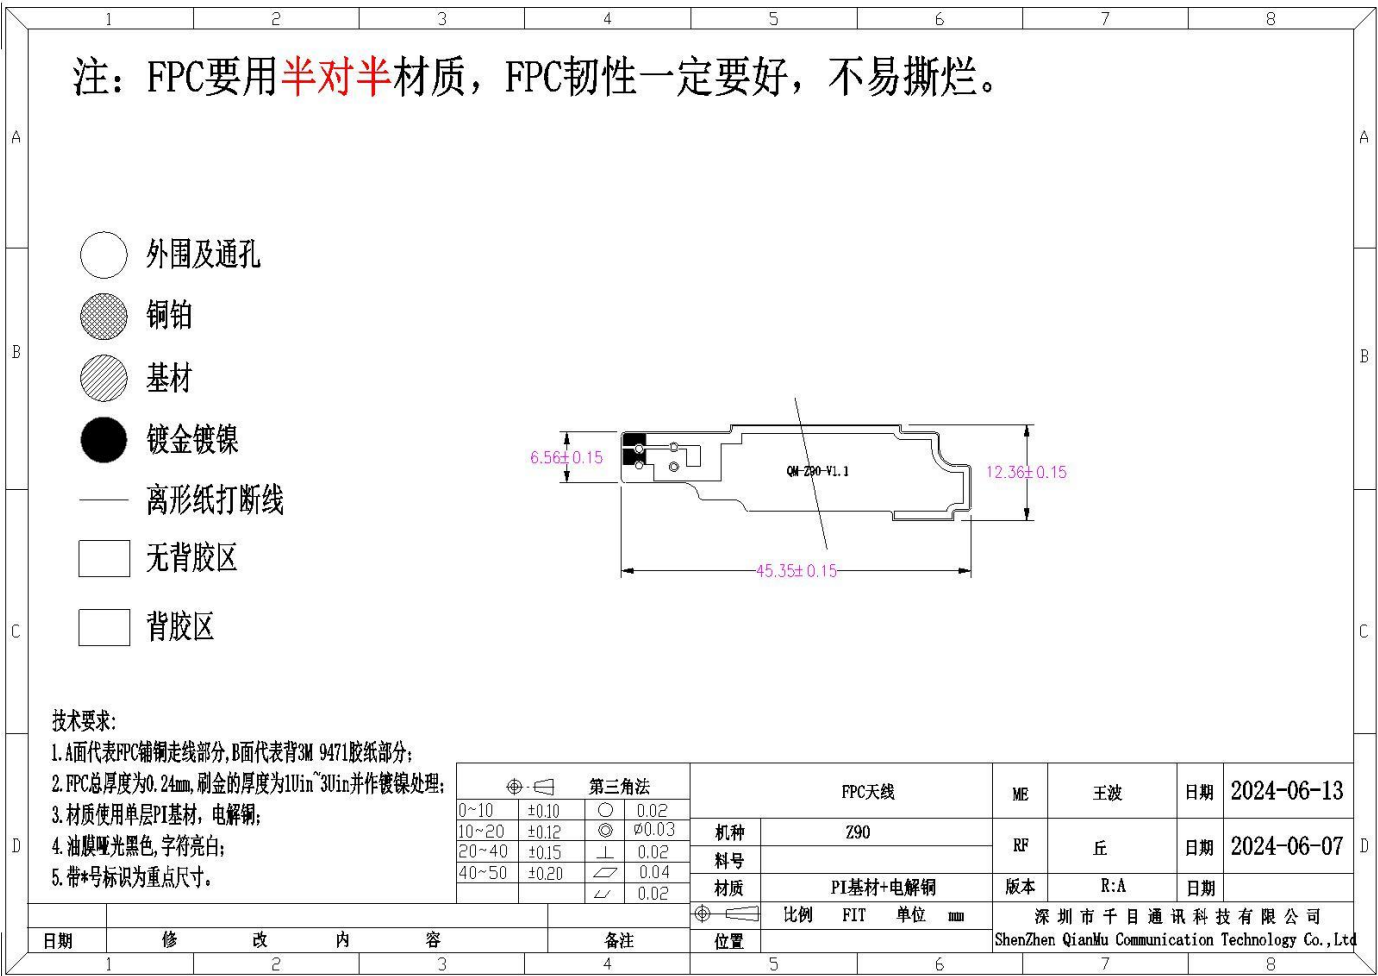 1 2 3 4 5 6 7 8
注：FPC要用半对半材质，FPC韧性一定要好，不易撕烂。
A A
外围及通孔
铜铂
B B
基材
镀金镀镍
离形纸打断线
无背胶区
背胶区
C C
6.56±0.15
QM-Z90-V1.1
12.36±0.15
45.35±0.15
技术要求:
1.A面代表FPC铺铜走线部分,B面代表背3M 9471胶纸部分;
2.FPC总厚度为0.24mm,刷金的厚度为1Uin~3Uin并作镀镍处理;
3.材质使用单层PI基材，电解铜;
4.油膜哑光黑色,字符亮白;
5.带*号标识为重点尺寸。
D D
第三角法
0~10 ±0.10 0.02
10~20 ±0.12 Ø0.03
20~40 ±0.15 0.02
40~50 ±0.20 0.04
0.02
FPC天线 ME 王波 日期 2024-06-13
机种 Z90 RF 丘 日期 2024-06-07
料号
材质 PI基材+电解铜 版本 R:A 日期
比例 FIT 单位 mm 深圳市千目通讯科技有限公司
位置 ShenZhen QianMu Communication Technology Co.,Ltd
日期 修 改 内 容 备注
1 2 3 4 5 6 7 8